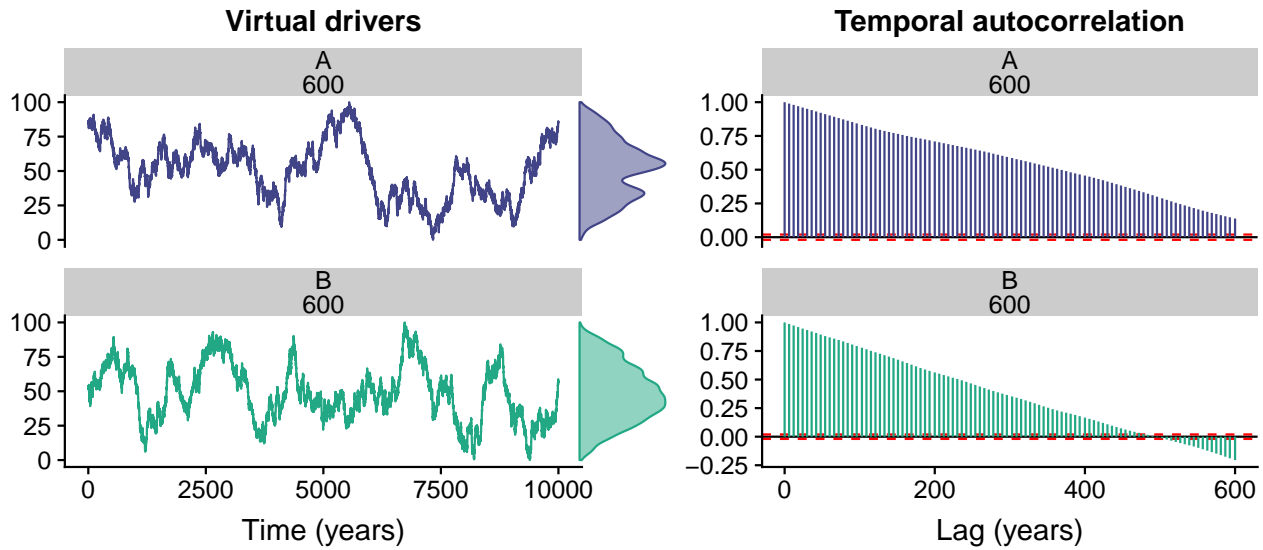 Virtual drivers
A
600
100
75
50
25
0
B
600
100
75
50
25
0
0 2500 5000 7500 10000
Time (years)
Temporal autocorrelation
A
600
1.00
0.75
0.50
0.25
0.00
B
600
1.00
0.75
0.50
0.25
0.00
−0.25
0 200 400 600
Lag (years)